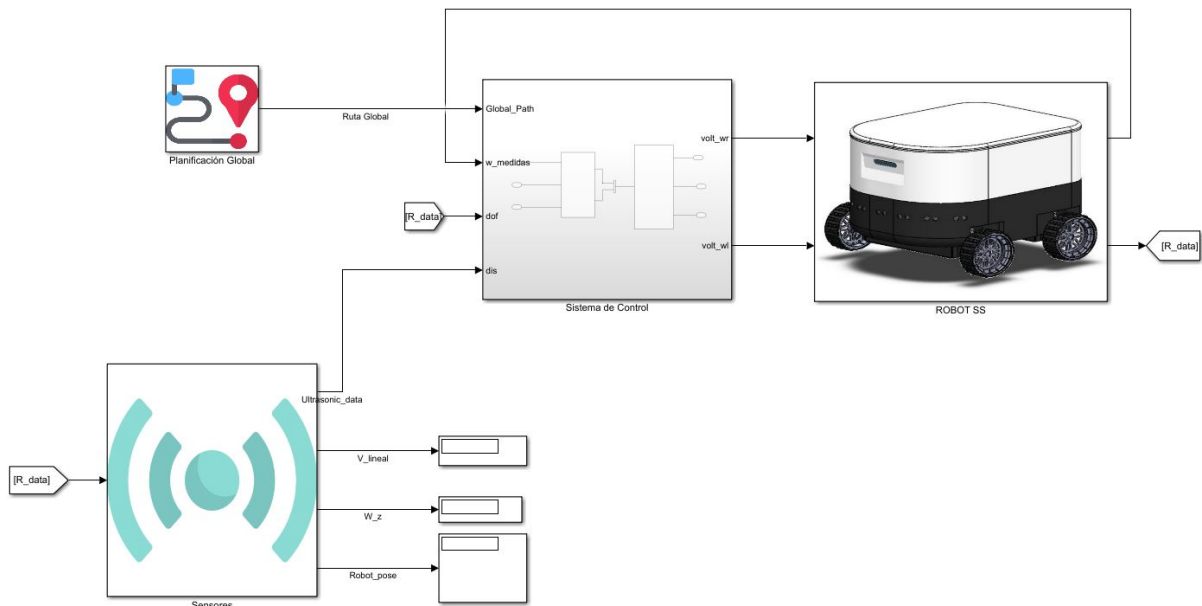 Ruta Global
Planificación Global
Global_Path
w_medidas
[R_data]
dof
dis
volt_wr
volt_wl
Sistema de Control
ROBOT SS
[R_data]
[R_data]
Ultrasonic_data
V_lineal
W_z
Robot_pose
Sensores